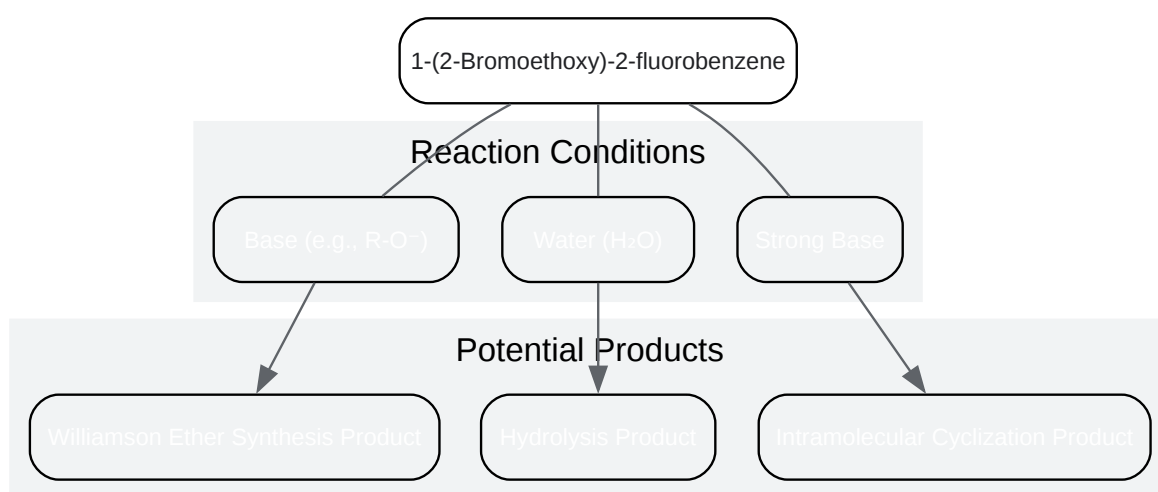 1-(2-Bromoethoxy)-2-fluorobenzene
Reaction Conditions
Base (e.g., R-O⁻)
Water (H₂O)
Strong Base
Potential Products
Williamson Ether Synthesis Product
Hydrolysis Product
Intramolecular Cyclization Product